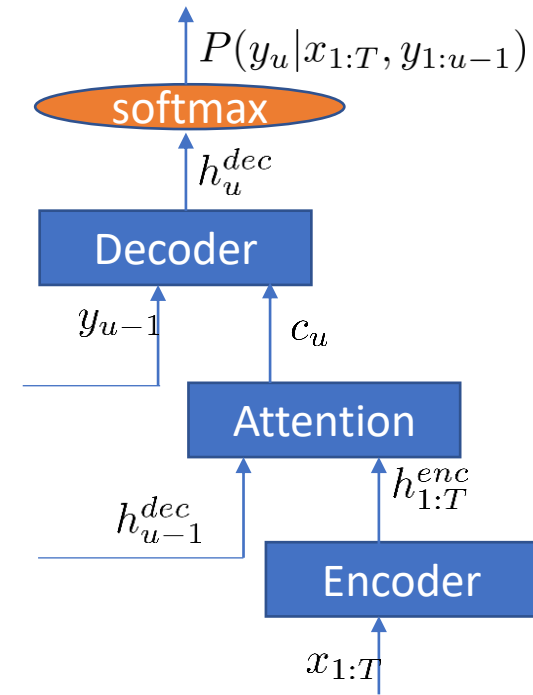 P(y_u|x_{1:T}, y_{1:u-1})
softmax
h_u^{dec}
Decoder
y_{u-1}
c_u
Attention
h_{1:T}^{enc}
h_{u-1}^{dec}
Encoder
x_{1:T}